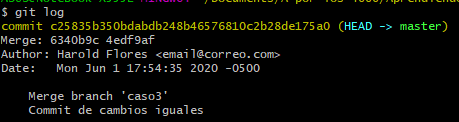 $ git log
commit c25835b350bdabdb248b46576810c2b28de175a0 (HEAD -> master)
Merge: 6340b9c 4edf9af
Author: Harold Flores <email@correo.com>
Date:   Mon Jun 1 17:54:35 2020 -0500
Merge branch 'caso3'
Commit de cambios iguales